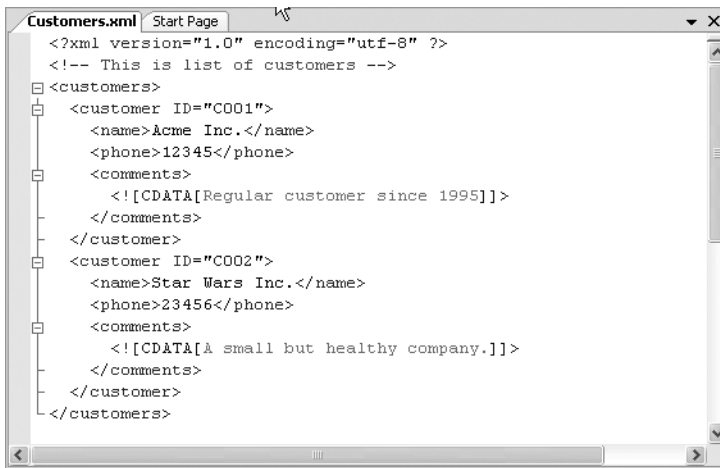 Customers.xml Start Page
<?xml version="1.0" encoding="utf-8" ?>
<!-- This is list of customers -->
<customers>
<customer ID="C001">
<name>Acme Inc.</name>
<phone>12345</phone>
<comments>
<![CDATA[Regular customer since 1995]]>
</comments>
</customer>
<customer ID="C002">
<name>Star Wars Inc.</name>
<phone>23456</phone>
<comments>
<![CDATA[A small but healthy company.]]>
</comments>
</customer>
</customers>